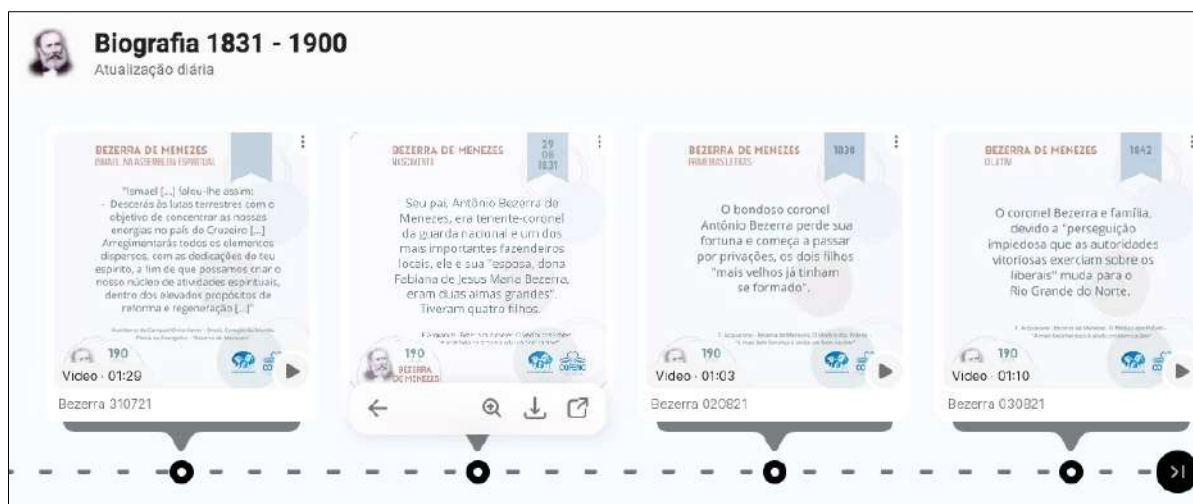 Biografia 1831 - 1900
Atualização diária
BEZERRA DE MENEZES
ISMAEL NA ASSEMBLEIA ESPIRITUAL
"Ismael [...] falou-lhe assim:
- Descerás às lutas terrestres com o
objetivo de concentrar as nossas
energias no país do Cruzeiro [...]
Arregimentarás todos os elementos
dispersos, com as dedicações do teu
espírito, a fim de que possamos criar o
nosso núcleo de atividades espirituais,
dentro dos elevados propósitos de
reforma e regeneração [...]"
190
Video · 01:29
Bezerra 310721
BEZERRA DE MENEZES
NASCIMENTO
29
08
1831
Seu pai, Antônio Bezerra de
Menezes, era tenente-coronel
da guarda nacional e um dos
mais importantes fazendeiros
locais, ele e sua "esposa, dona
Fabiana de Jesus Maria Bezerra,
eram duas almas grandes".
Tiveram quatro filhos.
190
BEZERRA
DE MENEZES
BEZERRA DE MENEZES
PRIMEIRAS LETRAS
1838
O bondoso coronel
Antônio Bezerra perde sua
fortuna e começa a passar
por privações, os dois filhos
"mais velhos já tinham
se formado".
190
Video · 01:03
Bezerra 020821
BEZERRA DE MENEZES
O LATIM
1842
O coronel Bezerra e família,
devido a "perseguição
impiedosa que as autoridades
vitoriosas exerciam sobre os
liberais" muda para o
Rio Grande do Norte.
190
Video · 01:10
Bezerra 030821